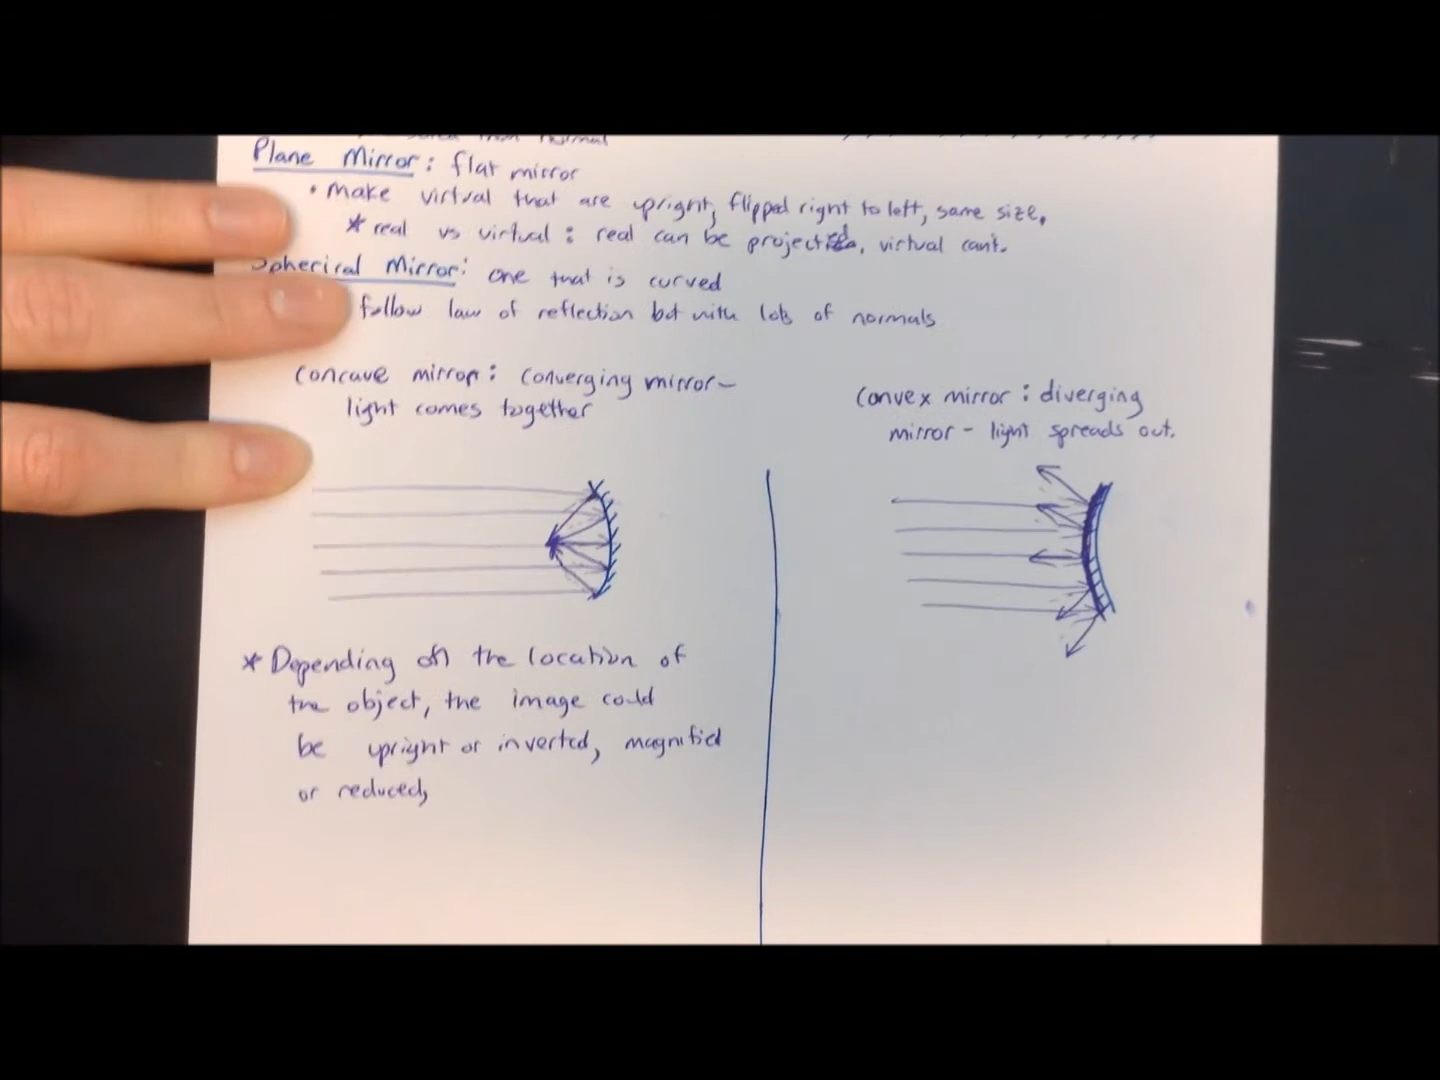 normal
Plane Mirror: flat mirror
• Make virtual that are upright, flipped right to left, same size,
* real vs virtual: real can be projected, virtual can't.
Spherical Mirror: one that is curved
follow law of reflection but with lots of normals
concave mirror: converging mirror -
light comes together
convex mirror: diverging
mirror - light spreads out.
* Depending on the location of
the object, the image could
be upright or inverted, magnified
or reduced,